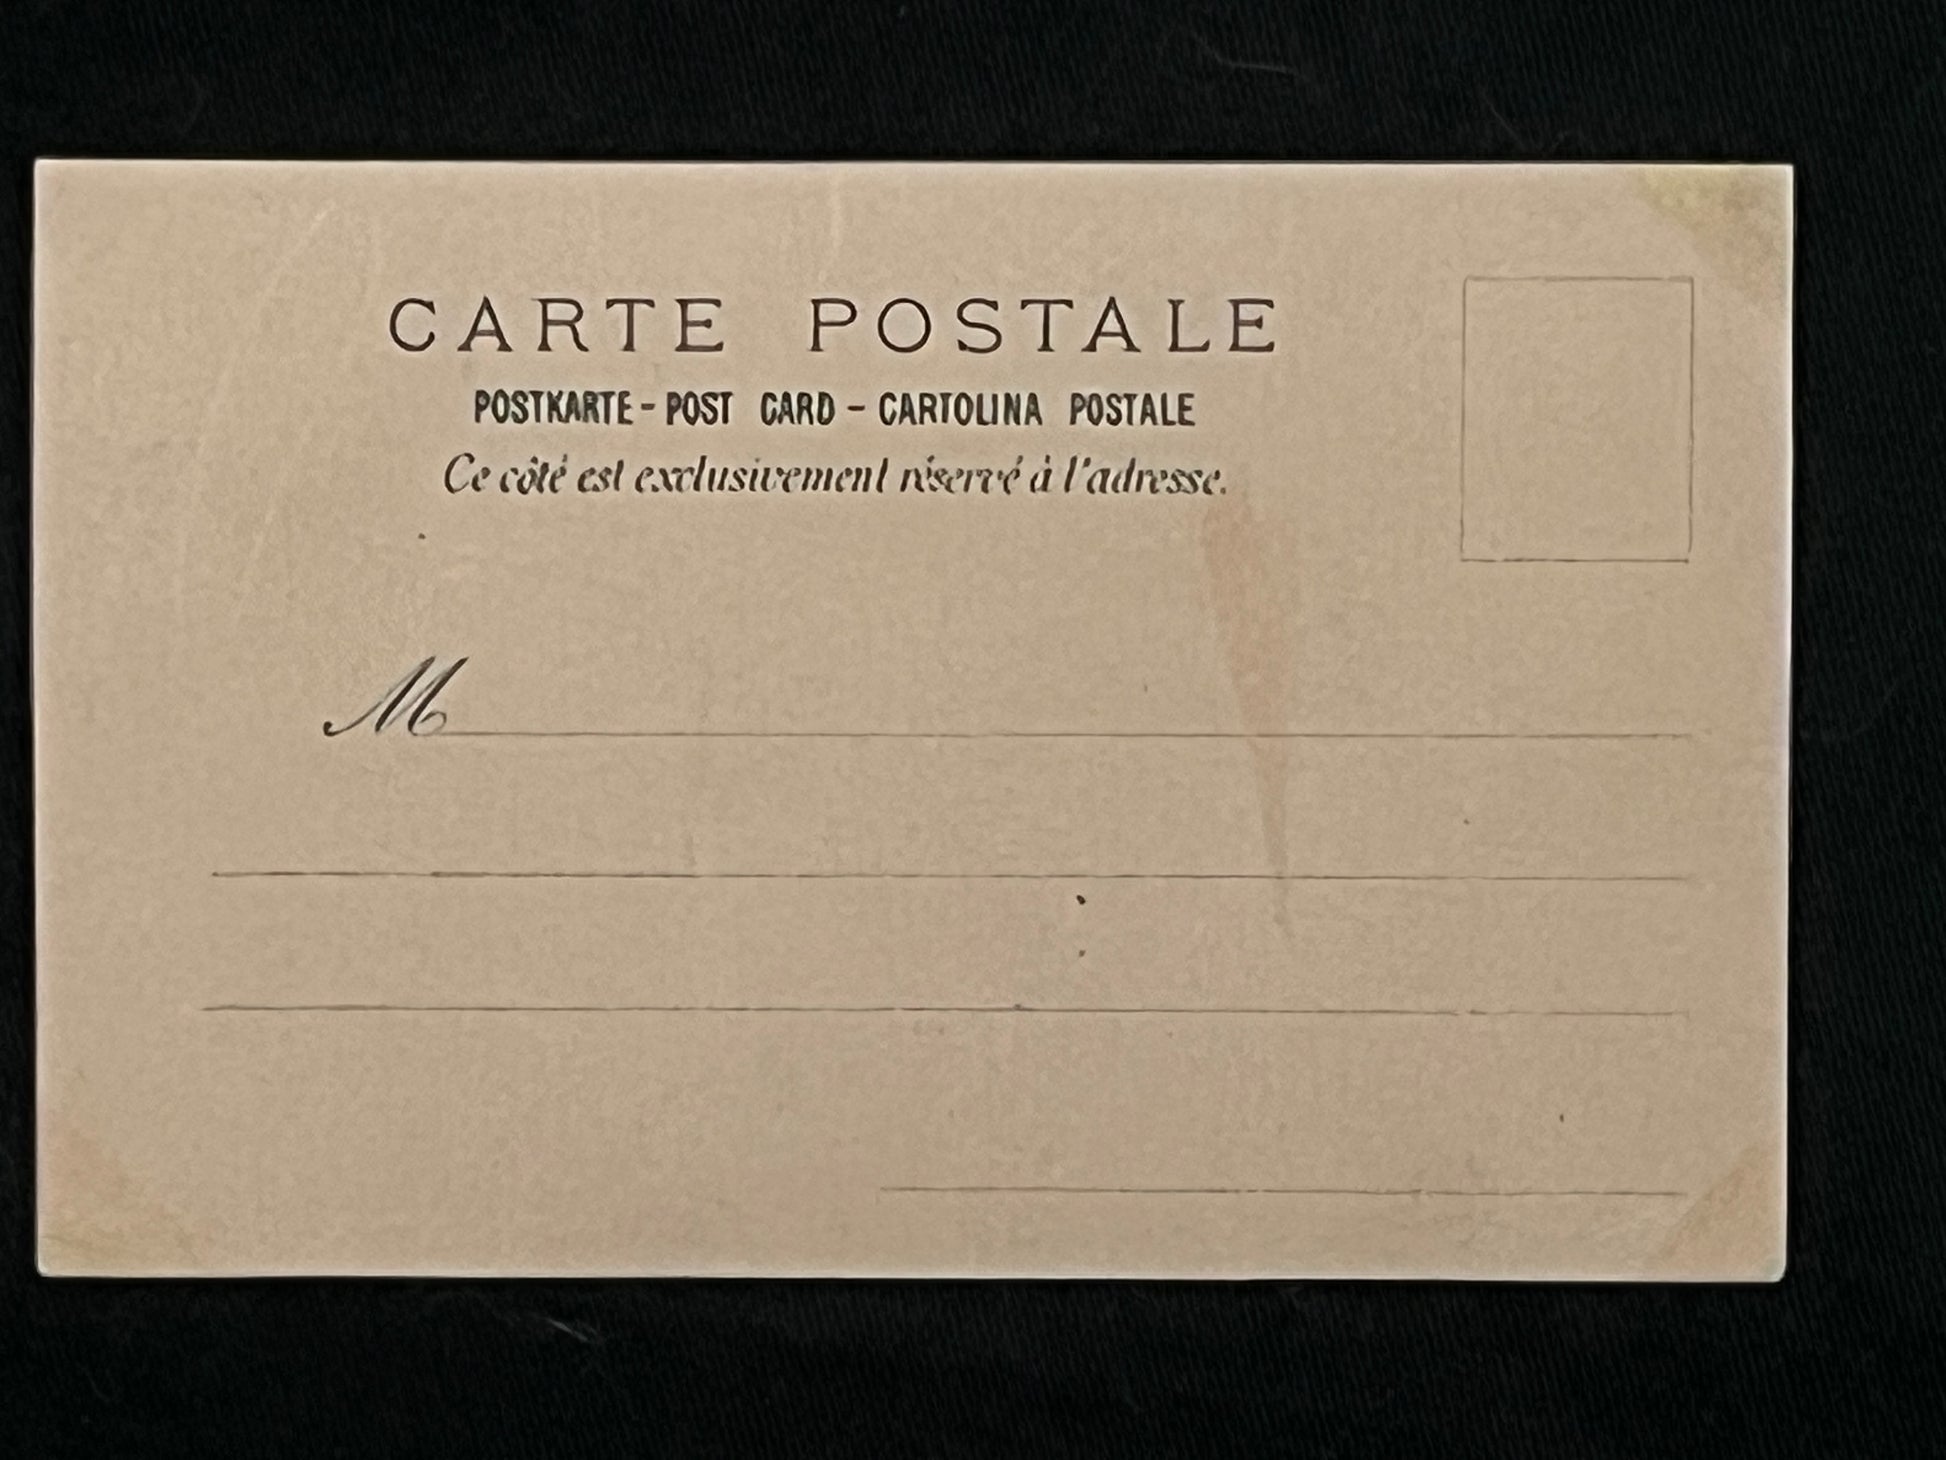 CARTE POSTALE
POSTKARTE - POST CARD - CARTOLINA POSTALE
Ce côté est exclusivement réservé à l'adresse.
M